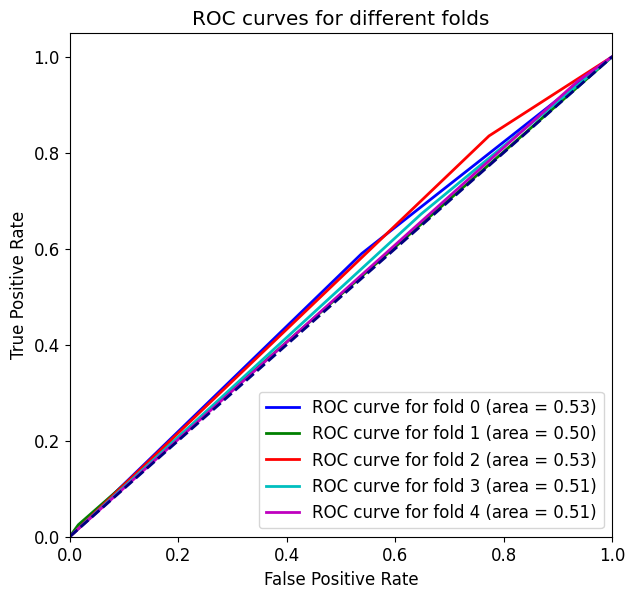 ROC curves for different folds
1.0
0.8
0.6
0.4
0.2
0.0
True Positive Rate
ROC curve for fold 0 (area = 0.53)
ROC curve for fold 1 (area = 0.50)
ROC curve for fold 2 (area = 0.53)
ROC curve for fold 3 (area = 0.51)
ROC curve for fold 4 (area = 0.51)
0.0 0.2 0.4 0.6 0.8 1.0
False Positive Rate